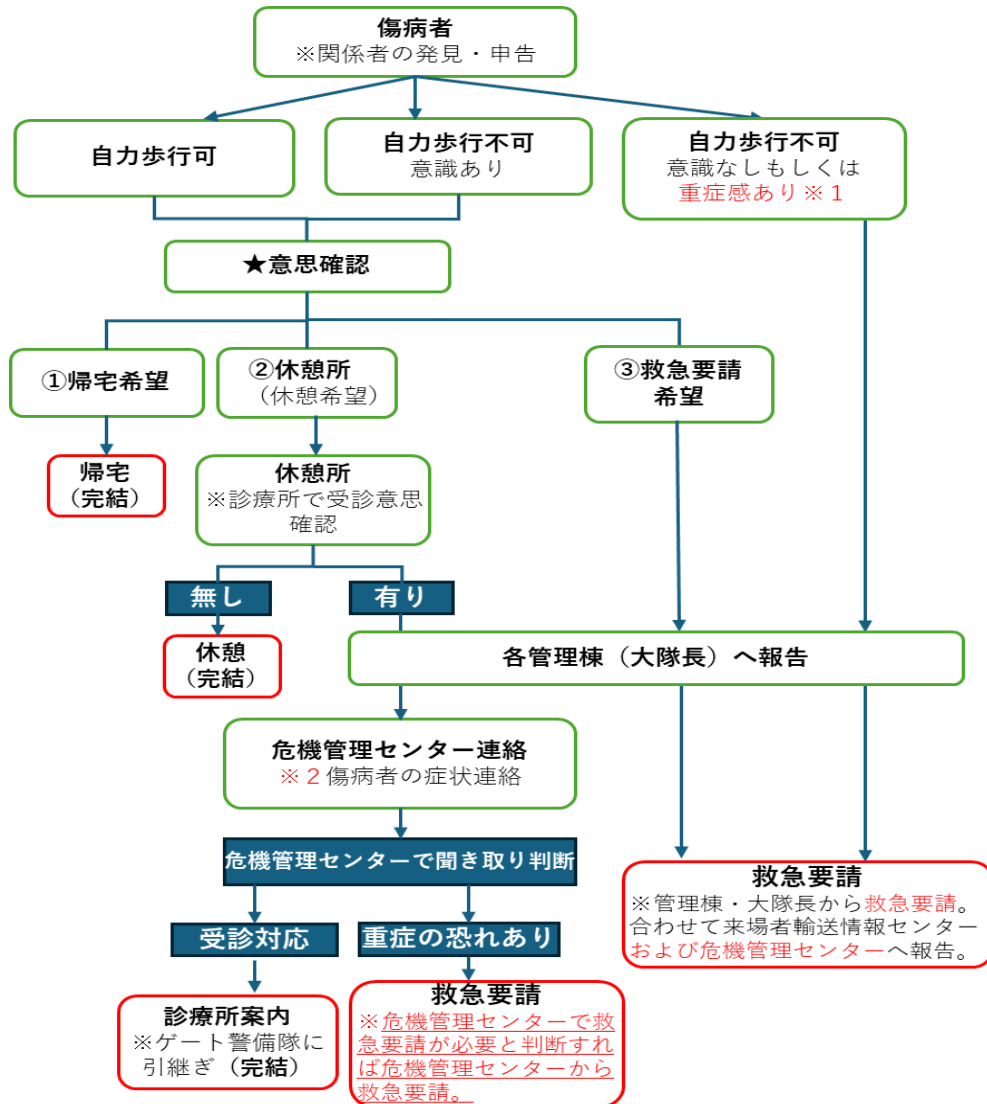 傷病者
※関係者の発見・申告
自力歩行可
自力歩行不可
意識あり
自力歩行不可
意識なしもしくは
重症感あり※１
★意思確認
①帰宅希望
②休憩所
（休憩希望）
③救急要請
希望
帰宅
（完結）
休憩所
※診療所で受診意思
確認
無し
有り
休憩
（完結）
各管理棟（大隊長）へ報告
危機管理センター連絡
※２傷病者の症状連絡
危機管理センターで聞き取り判断
受診対応
重症の恐れあり
診療所案内
※ゲート警備隊に
引継ぎ（完結）
救急要請
※危機管理センターで救
急要請が必要と判断すれ
ば危機管理センターから
救急要請。
救急要請
※管理棟・大隊長から救急要請。
合わせて来場者輸送情報センター
および危機管理センターへ報告。